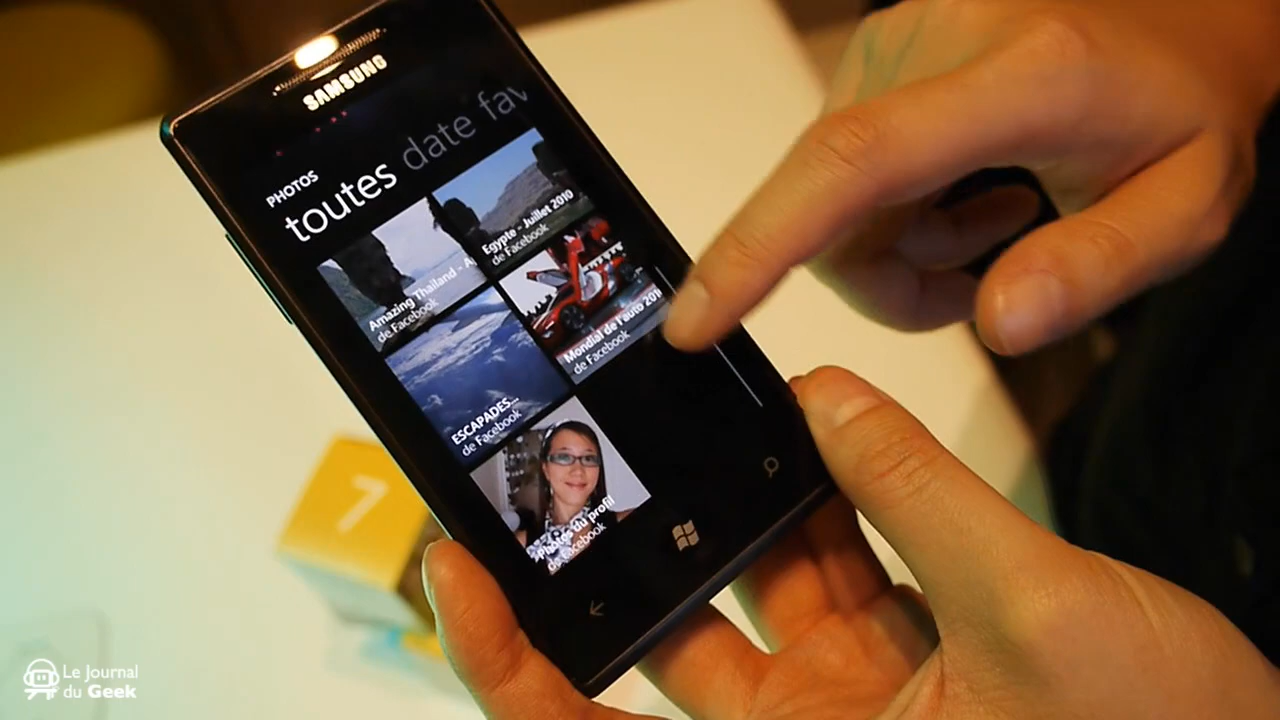 SAMSUNG
PHOTOS
toutes date fav
Amazing Thailand - A
de Facebook
Egypte - Juillet 2010
de Facebook
ESCAPADES...
de Facebook
Mondial de l'auto 201
de Facebook
Photos du profil
de Facebook
7
Le Journal
du Geek